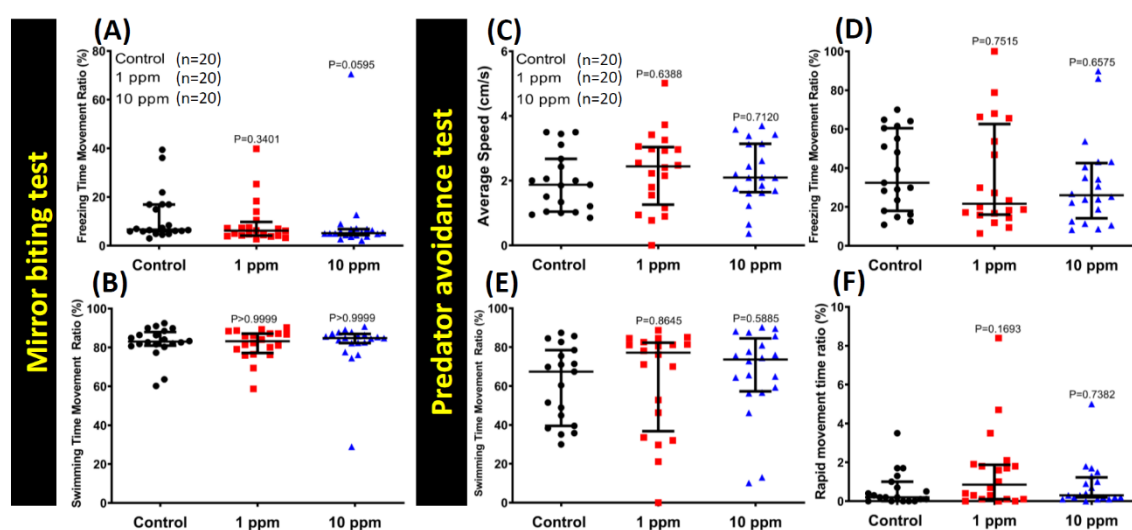 Mirror biting test
(A)
Freezing Time Movement Ratio (%)
80
60
40
20
0
Control (n=20)
1 ppm (n=20)
10 ppm (n=20)
P=0.3401
P=0.0595
Control 1 ppm 10 ppm
(B)
Swimming Time Movement Ratio (%)
100
80
60
40
20
0
P>0.9999
P>0.9999
Control 1 ppm 10 ppm
Predator avoidance test
(C)
Average Speed (cm/s)
6
4
2
0
Control (n=20)
1 ppm (n=20)
10 ppm (n=20)
P=0.6388
P=0.7120
Control 1 ppm 10 ppm
(D)
Freezing Time Movement Ratio (%)
100
80
60
40
20
0
P=0.7515
P=0.6575
Control 1 ppm 10 ppm
(E)
Swimming Time Movement Ratio (%)
100
80
60
40
20
0
P=0.8645
P=0.5885
Control 1 ppm 10 ppm
(F)
Rapid movement time ratio (%)
10
8
6
4
2
0
P=0.1693
P=0.7382
Control 1 ppm 10 ppm